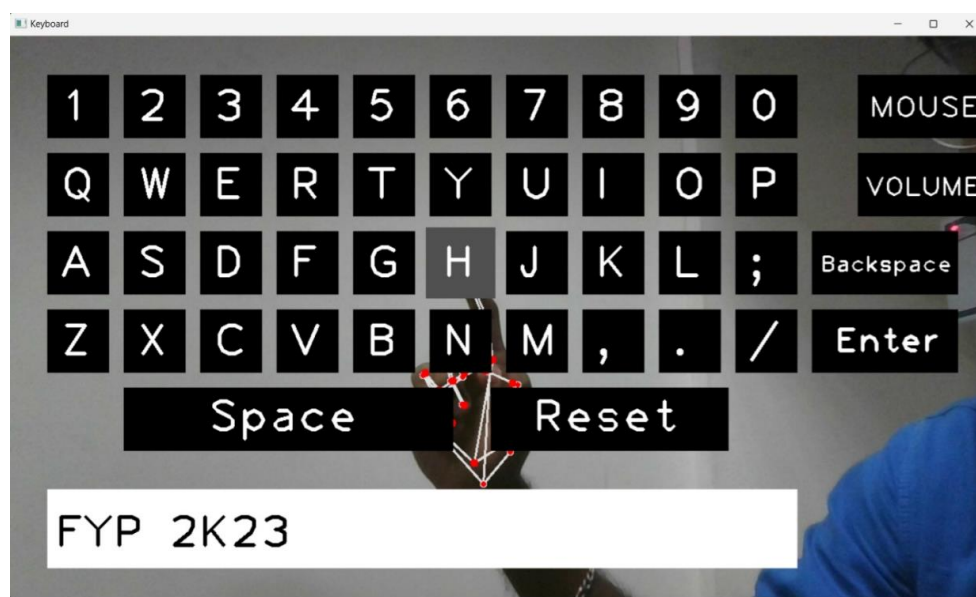 Keyboard
1 2 3 4 5 6 7 8 9 0 MOUSE
Q W E R T Y U I O P VOLUME
A S D F G H J K L ; Backspace
Z X C V B N M , . / Enter
Space Reset
FYP 2K23